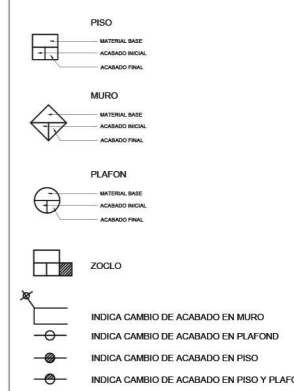 PISO
MATERIAL BASE
ACABADO INICIAL
ACABADO FINAL
MURO
MATERIAL BASE
ACABADO INICIAL
ACABADO FINAL
PLAFON
MATERIAL BASE
ACABADO INICIAL
ACABADO FINAL
ZOCLO
INDICA CAMBIO DE ACABADO EN MURO
INDICA CAMBIO DE ACABADO EN PLAFOND
INDICA CAMBIO DE ACABADO EN PISO
INDICA CAMBIO DE ACABADO EN PISO Y PLAFO